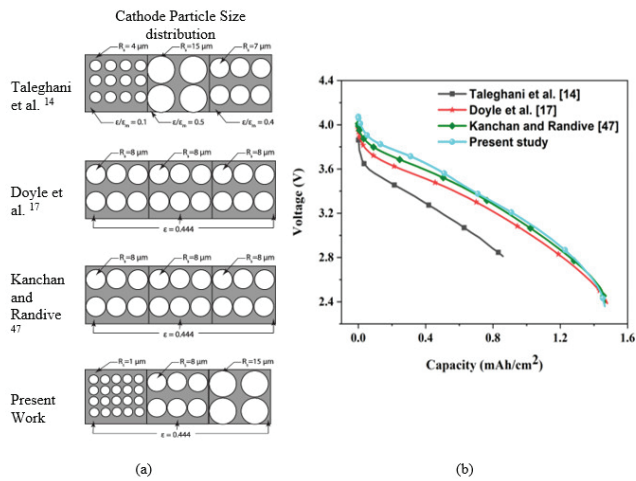 Cathode Particle Size
distribution
Rₛ= 4 μm Rₛ=15 μm Rₛ=7 μm
Taleghani
et al. ¹⁴
ε/εᵢₙ = 0.1 ε/εᵢₙ = 0.5 ε/εᵢₙ = 0.4
Rₛ=8 μm Rₛ=8 μm Rₛ=8 μm
Doyle et
al. ¹⁷
ε = 0.444
Rₛ=8 μm Rₛ=8 μm Rₛ=8 μm
Kanchan
and
Randive
47
ε = 0.444
Rₛ=1 μm Rₛ=8 μm Rₛ=15 μm
Present
Work
ε = 0.444
(a)
Taleghani et al. [14]
Doyle et al. [17]
Kanchan and Randive [47]
Present study
Voltage (V)
4.4
4.0
3.6
3.2
2.8
2.4
0.0 0.4 0.8 1.2 1.6
Capacity (mAh/cm²)
(b)